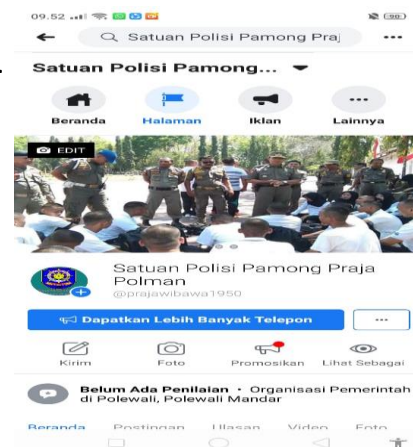 09.52
90
Satuan Polisi Pamong Praj
Satuan Polisi Pamong...
Beranda Halaman Iklan Lainnya
EDIT
Satuan Polisi Pamong Praja
Polman
@prajawibawa1950
Dapatkan Lebih Banyak Telepon
Kirim Foto Promosikan Lihat Sebagai
Belum Ada Penilaian · Organisasi Pemerintah
di Polewali, Polewali Mandar
Beranda Postingan Ulasan Video Foto